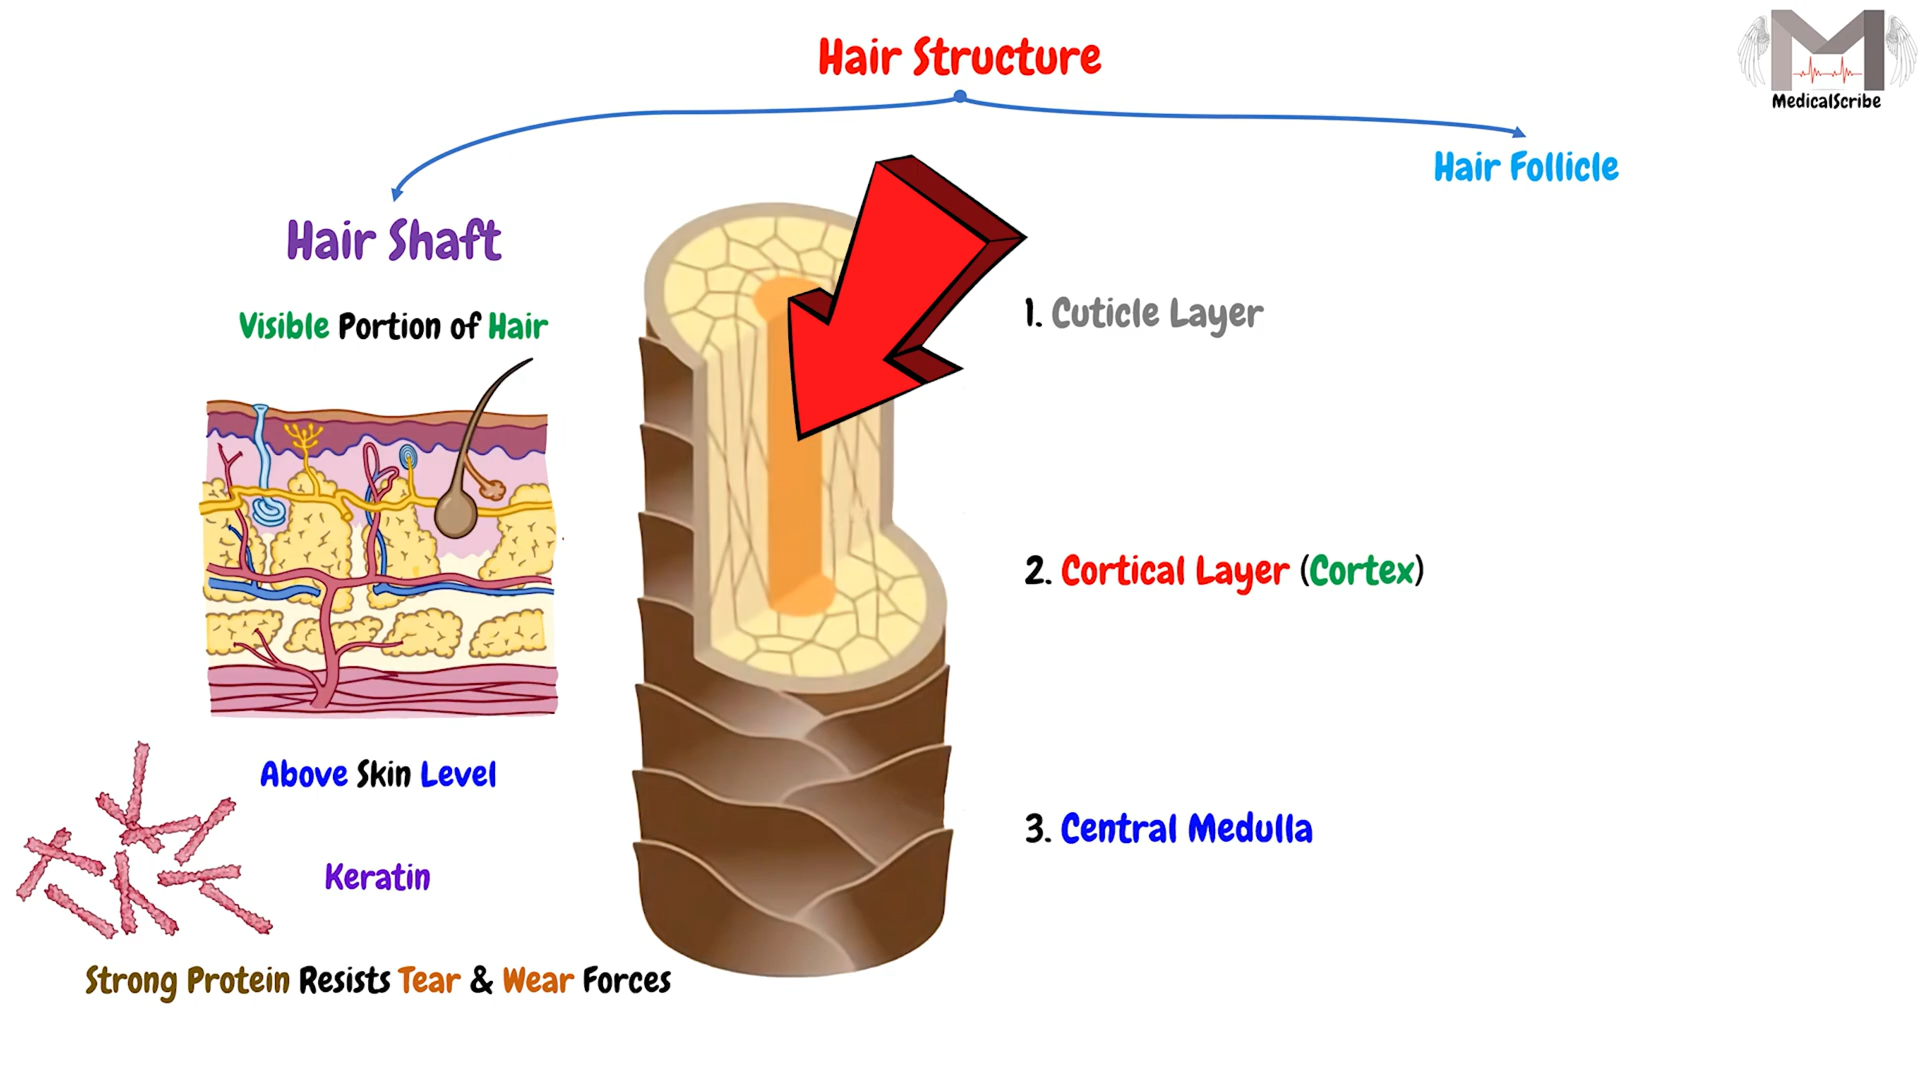 Hair Structure
MedicalScribe
Hair Follicle
Hair Shaft
Visible Portion of Hair
1. Cuticle Layer
2. Cortical Layer (Cortex)
Above Skin Level
3. Central Medulla
Keratin
Strong Protein Resists Tear & Wear Forces